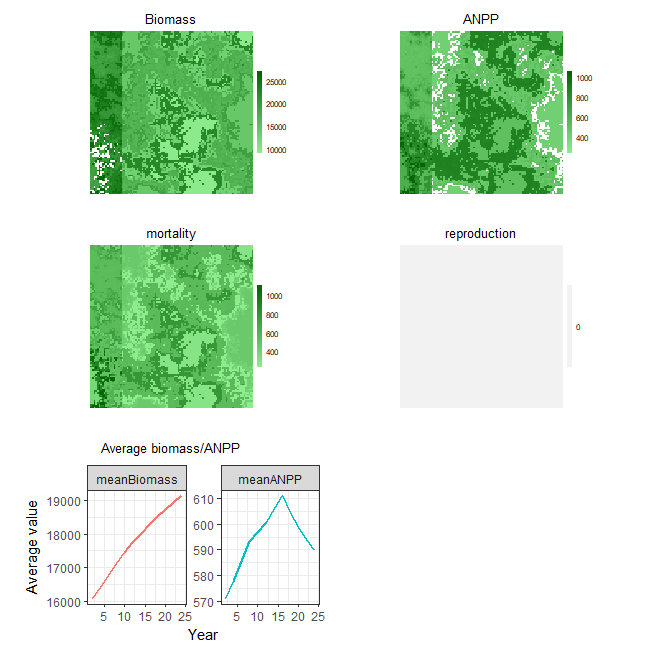 Biomass
25000
20000
15000
10000
ANPP
1000
800
600
400
mortality
1000
800
600
400
reproduction
0
Average biomass/ANPP
meanBiomass
meanANPP
Average value
19000
18000
17000
16000
610
600
590
580
570
5 10 15 20 25
5 10 15 20 25
Year